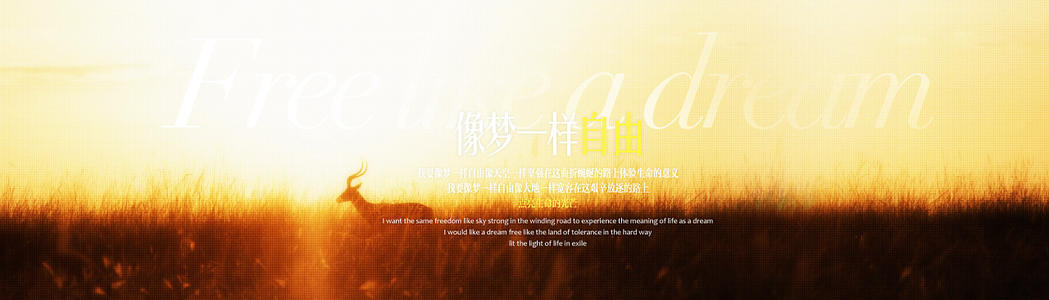 Free like a dream
像梦一样自由
我要像梦一样自由像天空一样坚强在这曲折蜿蜒的路上体验生命的意义
我要像梦一样自由像大地一样宽容在这艰辛放逐的路上
点亮生命的光芒
I want the same freedom like sky strong in the winding road to experience the meaning of life as a dream
I would like a dream free like the land of tolerance in the hard way
lit the light of life in exile